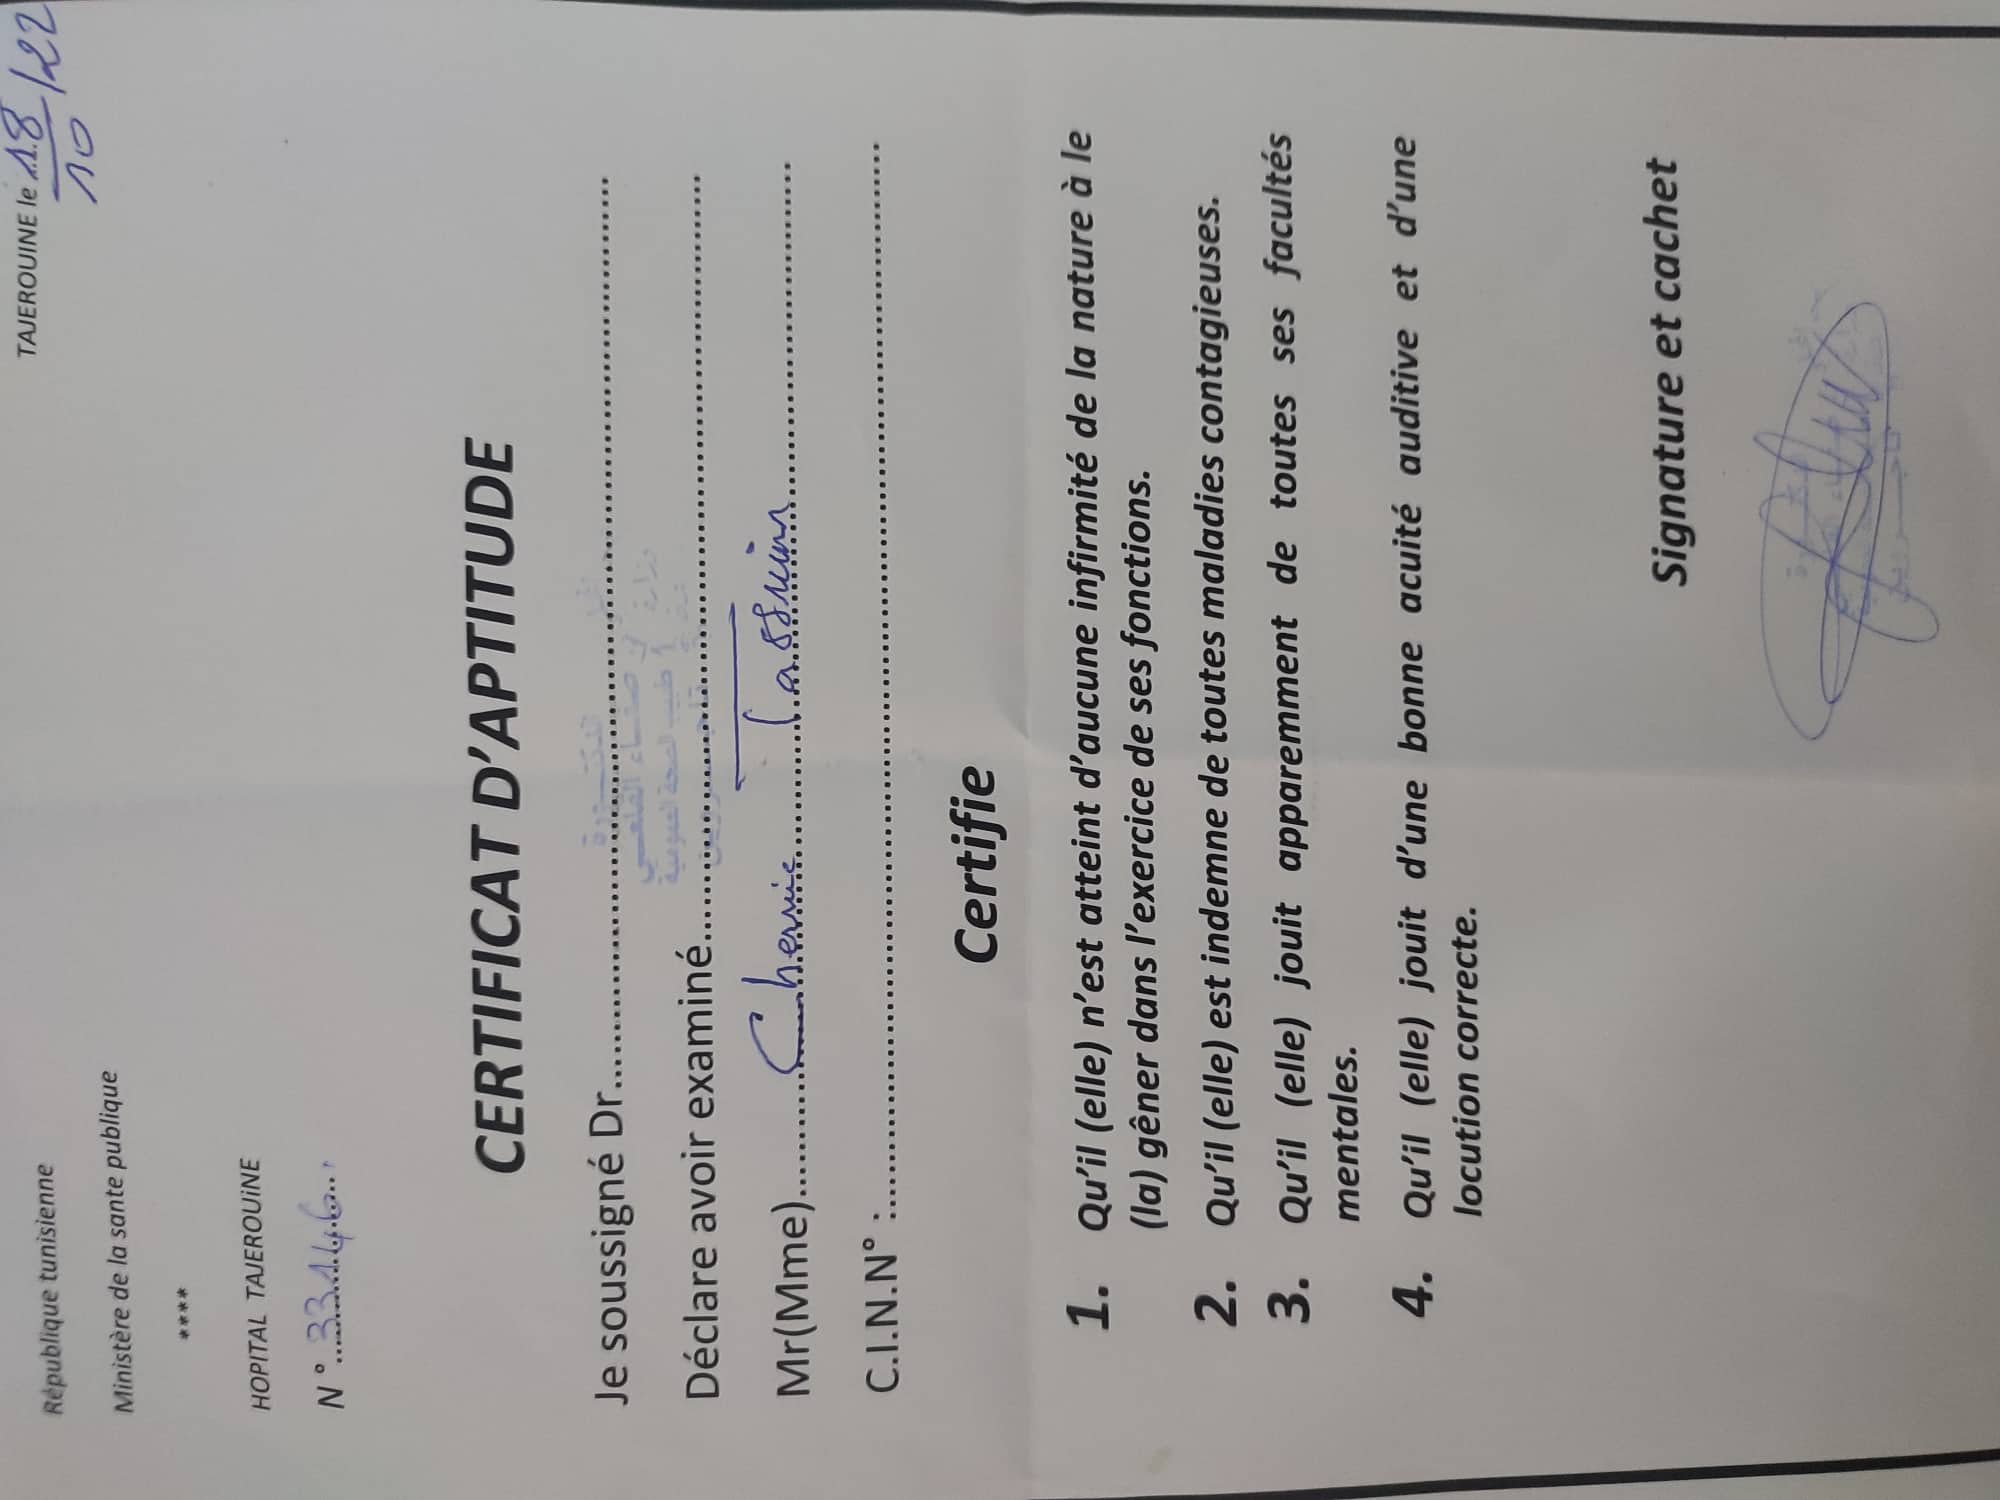 République tunisienne
Ministère de la sante publique
****
HOPITAL TAJEROUINE
N° 33146
TAJEROUINE le 18/10/22
CERTIFICAT D'APTITUDE
Je soussigné Dr
الدكتورة
Déclare avoir examiné
Mr(Mme) Chernie Yassmin
C.I.N.N° :
Certifie
1. Qu'il (elle) n'est atteint d'aucune infirmité de la nature à le
(la) gêner dans l'exercice de ses fonctions.
2. Qu'il (elle) est indemne de toutes maladies contagieuses.
3. Qu'il (elle) jouit apparemment de toutes ses facultés
mentales.
4. Qu'il (elle) jouit d'une bonne acuité auditive et d'une
locution correcte.
Signature et cachet